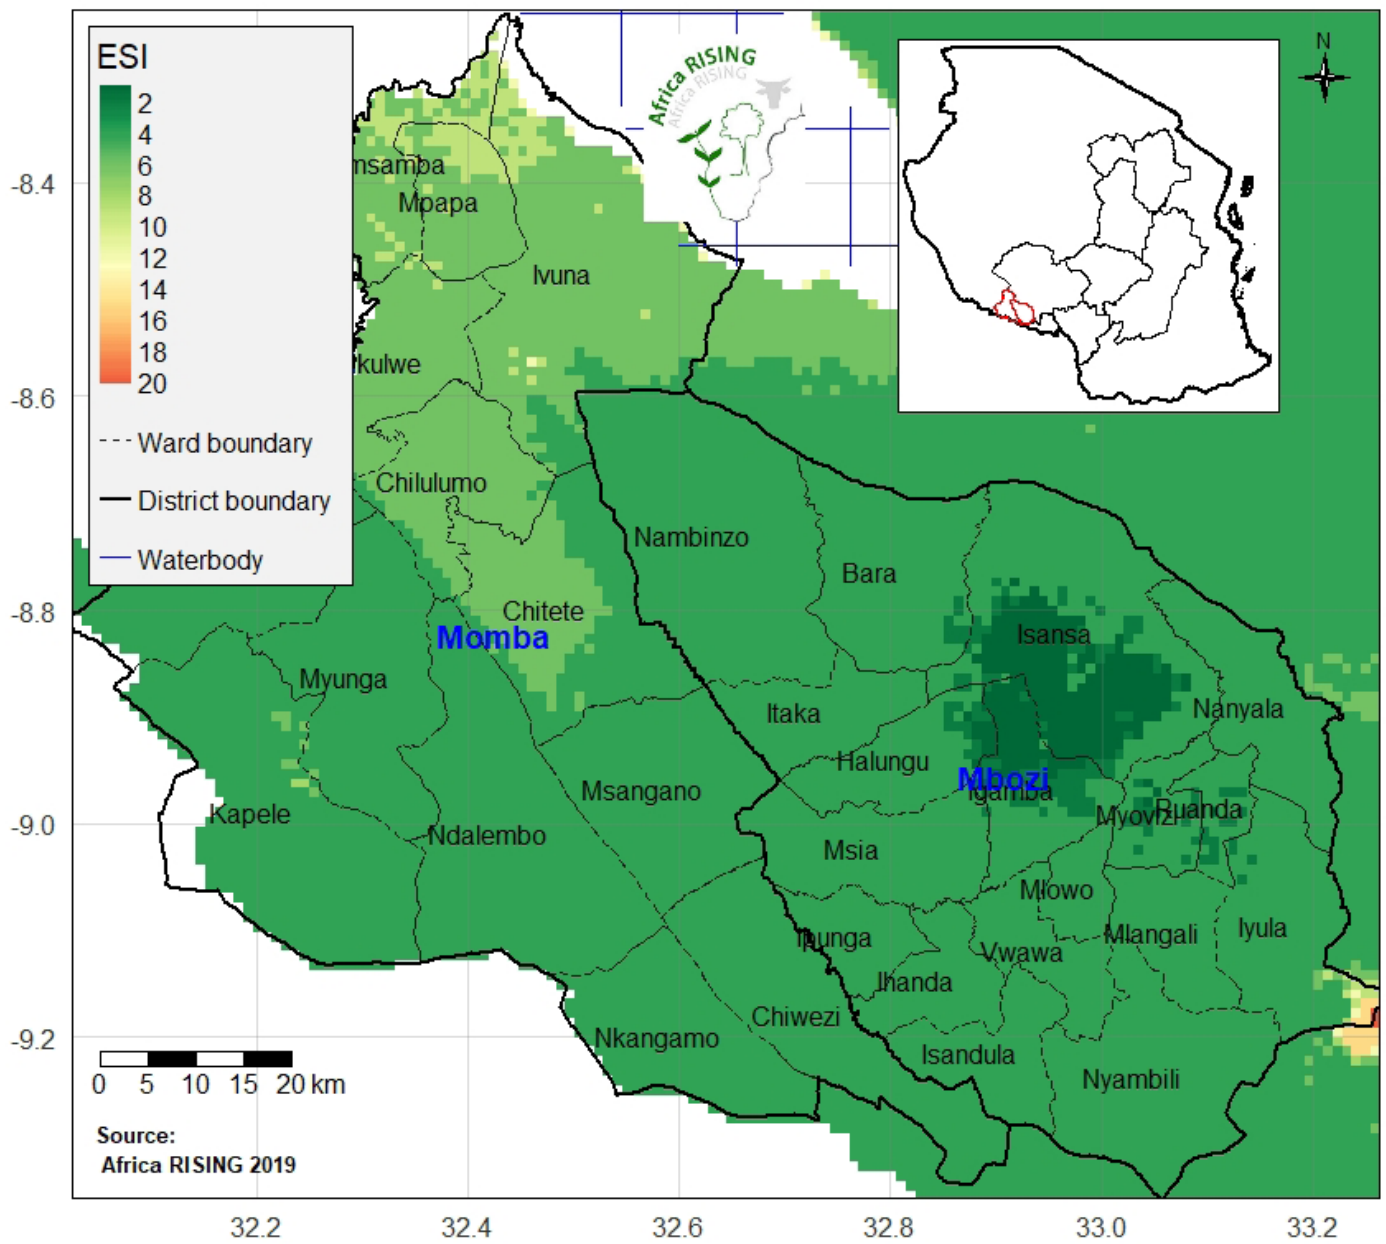 ESI
2
4
6
8
10
12
14
16
18
20
Ward boundary
District boundary
Waterbody
Africa RISING
Africa RISING
N
-8.4
-8.6
-8.8
-9.0
-9.2
msamba
Mpapa
Ivuna
kulwe
Chilulumo
Nambinzo
Bara
Chitete
Momba
Isansa
Myunga
Itaka
Nanyala
Halungu
Mbozi
Igamba
Msangano
Kapele
Myovizi
Ruanda
Ndalembo
Msia
Mlowo
Ipunga
Mlangali
Iyula
Vwawa
Ihanda
Chiwezi
Nkangamo
Isandula
Nyambili
0 5 10 15 20 km
Source:
Africa RISING 2019
32.2 32.4 32.6 32.8 33.0 33.2